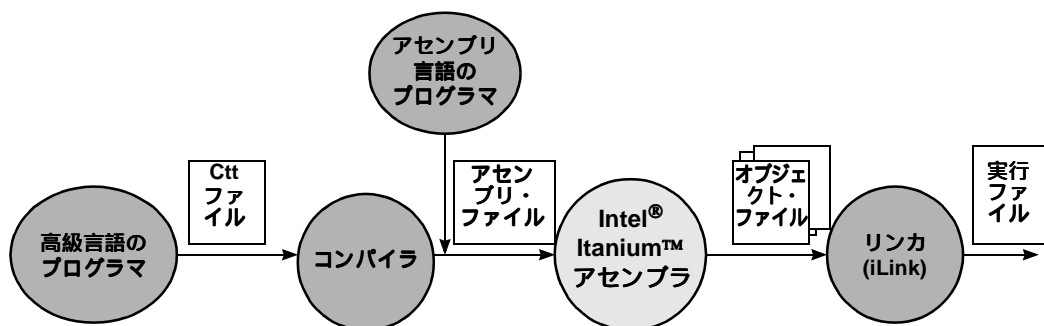 アセンブリ
言語の
プログラマ
Ctt
ファ
イル
アセン
ブリ・
ファイル
オブジェ
クト・
ファイル
実行
ファ
イル
高級言語の
プログラマ
コンパイラ
Intel®
Itanium™
アセンブラ
リンカ
(iLink)